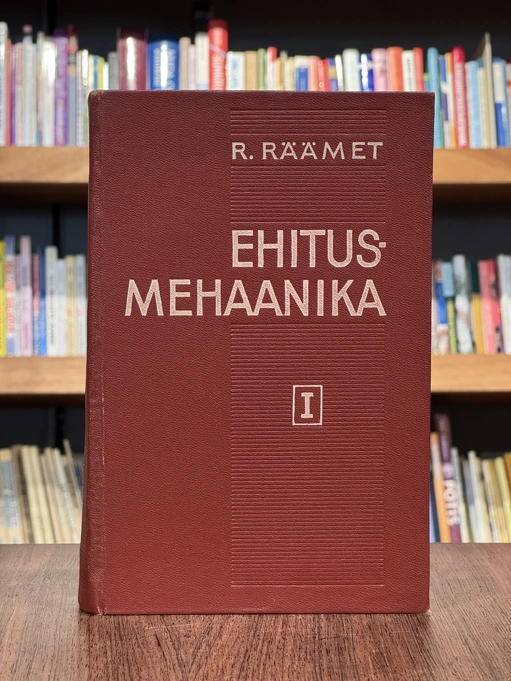 R. RÄÄMET
EHITUS-
MEHAANIKA
I